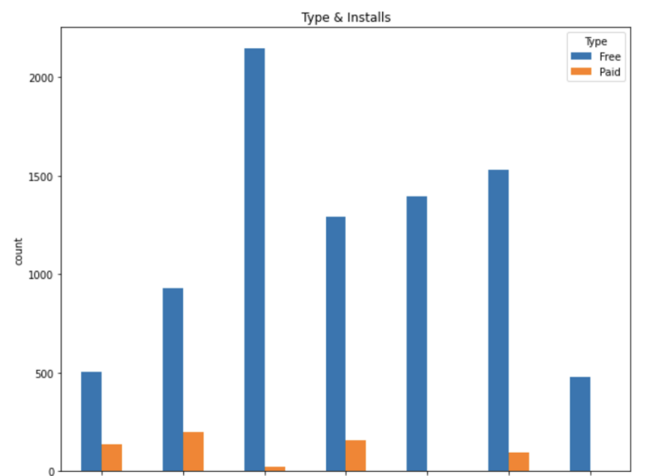 Type & Installs
Type
Free
Paid
2000
1500
1000
500
0
count